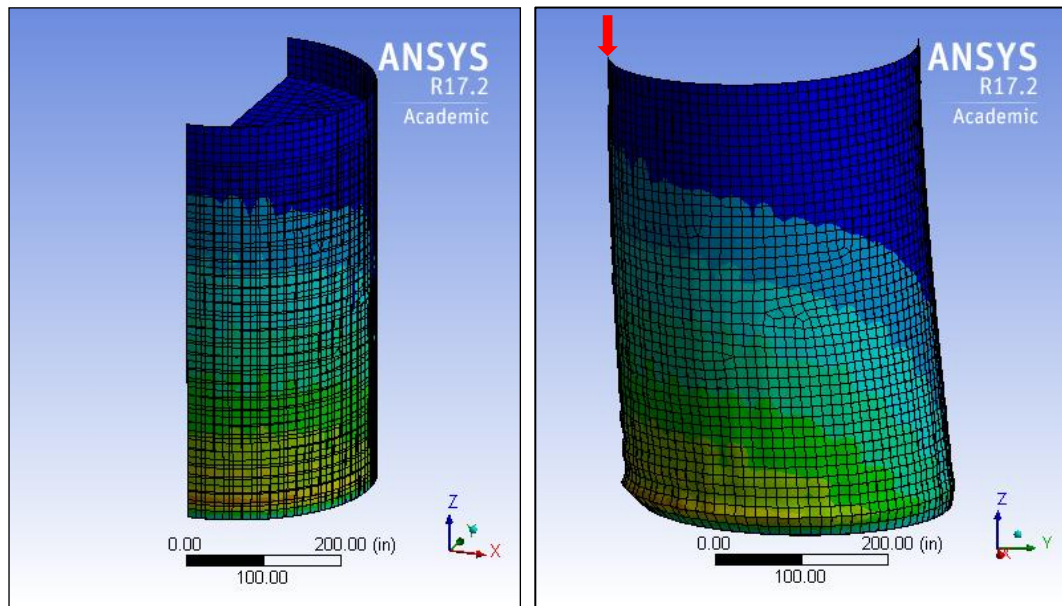 ANSYS
R17.2
Academic
Z
Y
X
0.00 200.00 (in)
100.00
ANSYS
R17.2
Academic
Z
Y
X
0.00 200.00 (in)
100.00